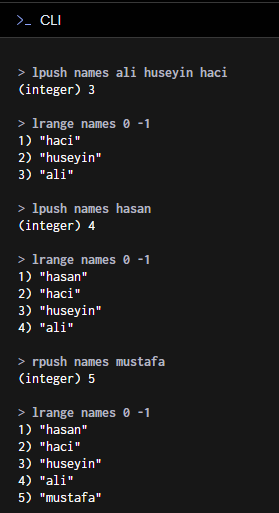 >_ CLI
> lpush names ali huseyin haci
(integer) 3
> lrange names 0 -1
1) "haci"
2) "huseyin"
3) "ali"
> lpush names hasan
(integer) 4
> lrange names 0 -1
1) "hasan"
2) "haci"
3) "huseyin"
4) "ali"
> rpush names mustafa
(integer) 5
> lrange names 0 -1
1) "hasan"
2) "haci"
3) "huseyin"
4) "ali"
5) "mustafa"